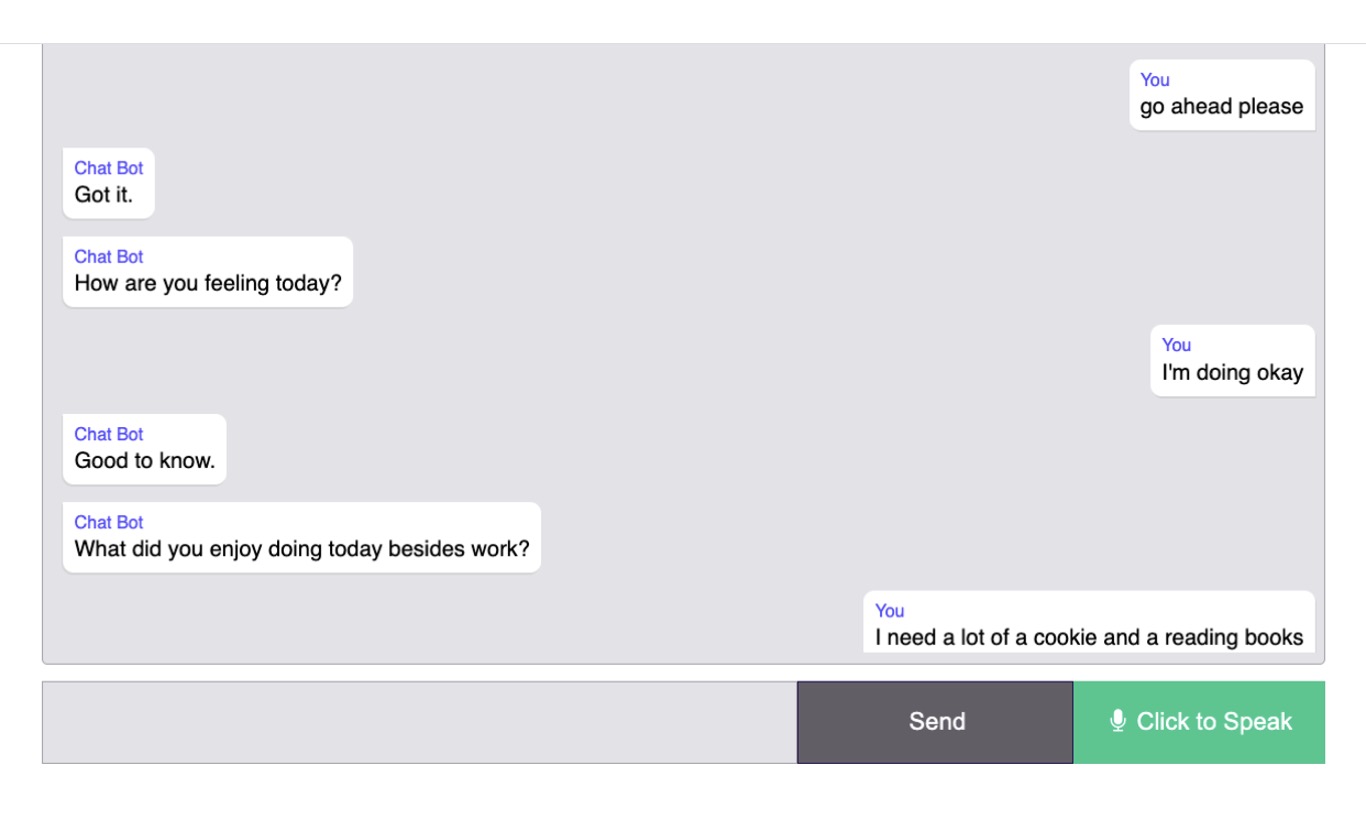 You
go ahead please
Chat Bot
Got it.
Chat Bot
How are you feeling today?
You
I'm doing okay
Chat Bot
Good to know.
Chat Bot
What did you enjoy doing today besides work?
You
I need a lot of a cookie and a reading books
Send
Click to Speak